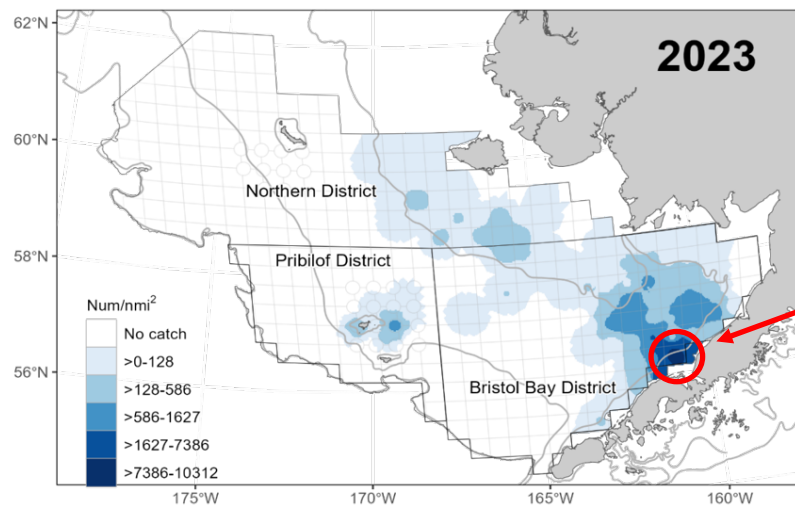 2023
62°N
60°N
58°N
56°N
Northern District
Pribilof District
Bristol Bay District
Num/nmi²
No catch
>0-128
>128-586
>586-1627
>1627-7386
>7386-10312
175°W
170°W
165°W
160°W